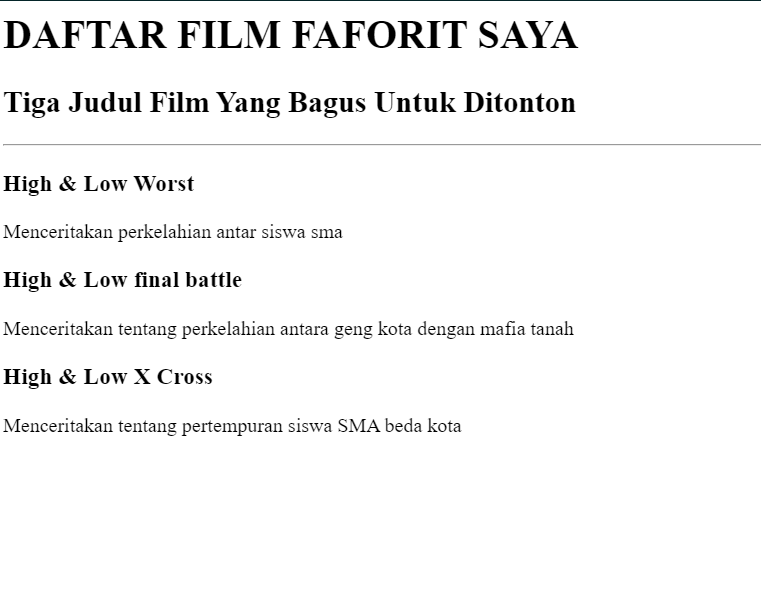 DAFTAR FILM FAFORIT SAYA
Tiga Judul Film Yang Bagus Untuk Ditonton
High & Low Worst
Menceritakan perkelahian antar siswa sma
High & Low final battle
Menceritakan tentang perkelahian antara geng kota dengan mafia tanah
High & Low X Cross
Menceritakan tentang pertempuran siswa SMA beda kota